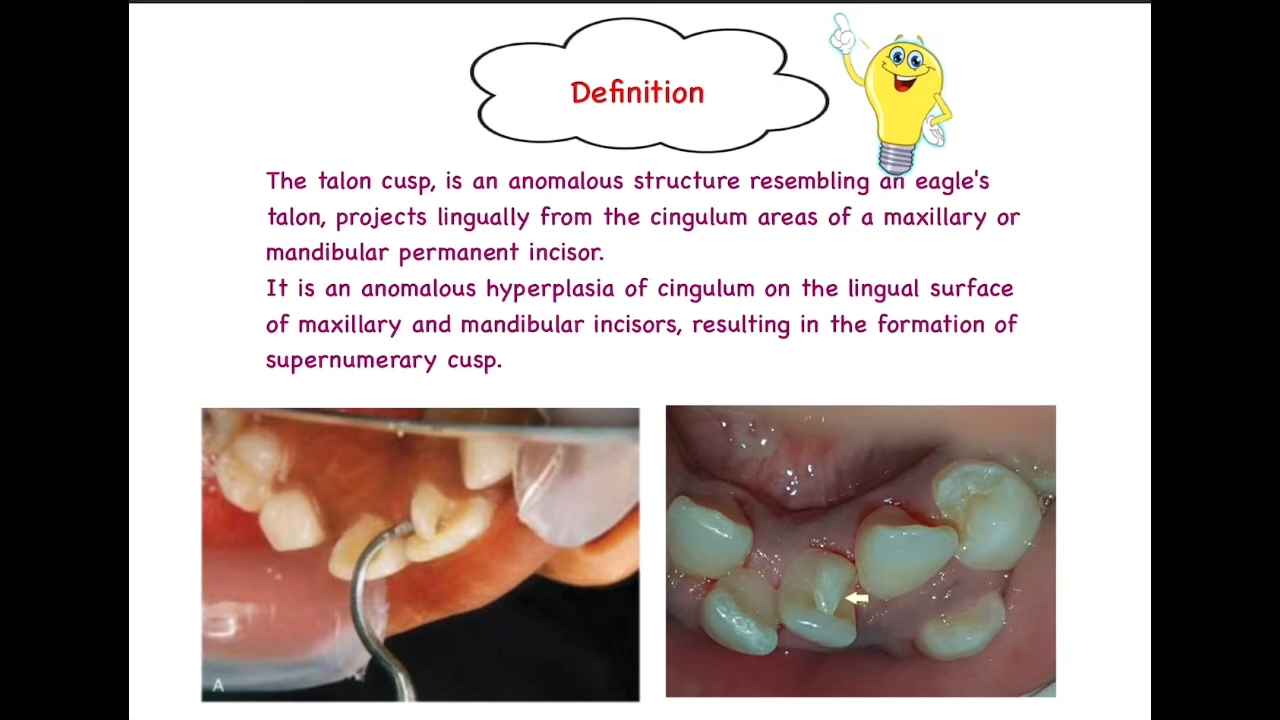 Definition
The talon cusp, is an anomalous structure resembling an eagle's
talon, projects lingually from the cingulum areas of a maxillary or
mandibular permanent incisor.
It is an anomalous hyperplasia of cingulum on the lingual surface
of maxillary and mandibular incisors, resulting in the formation of
supernumerary cusp.
A